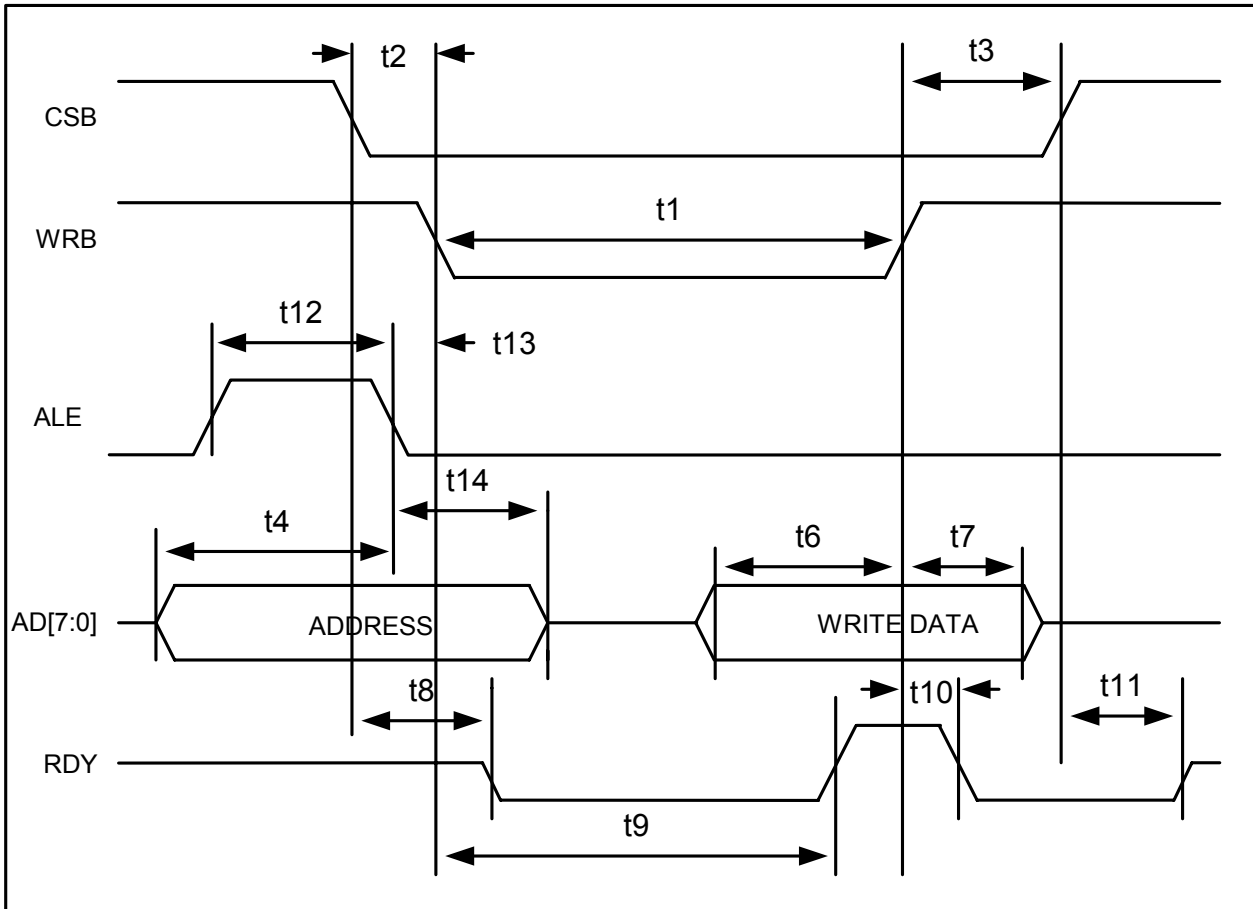 t2
t3
CSB
t1
WRB
t12
t13
ALE
t14
t4
t6
t7
AD[7:0]
ADDRESS
WRITE DATA
t8
t10
t11
RDY
t9